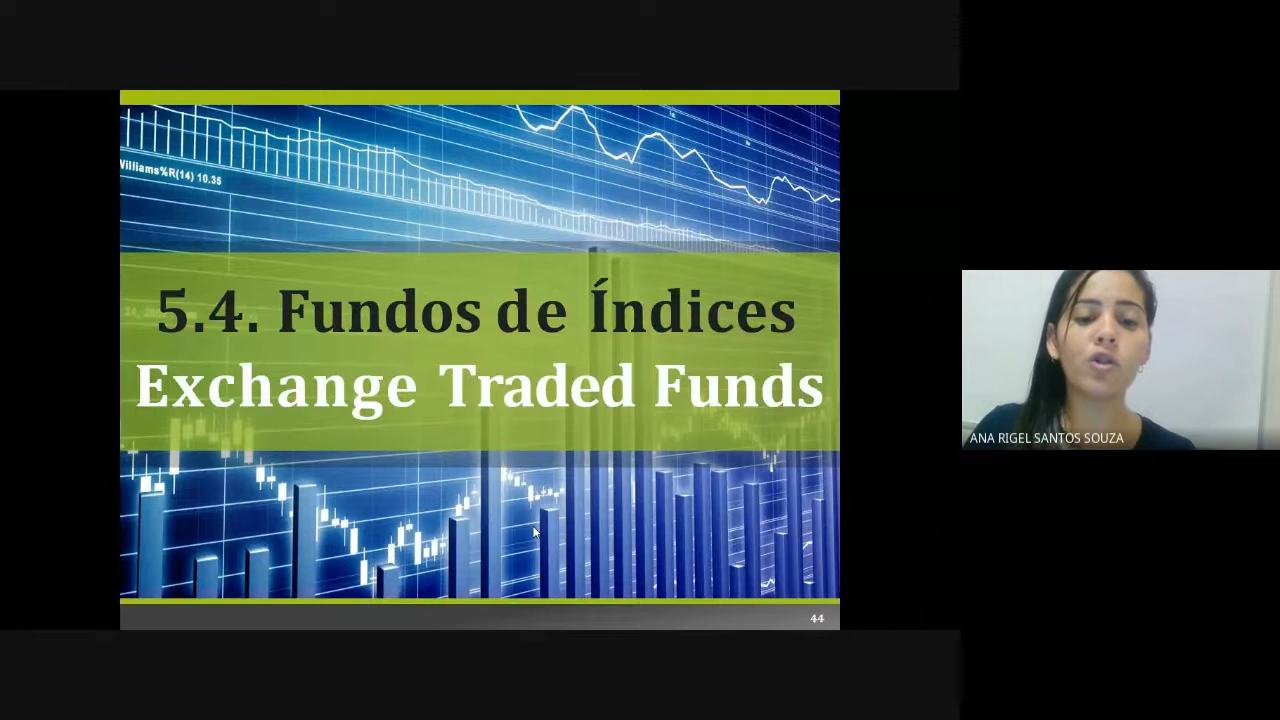 Williams%R(14) 10.35
5.4. Fundos de Índices
Exchange Traded Funds
44
ANA RIGEL SANTOS SOUZA